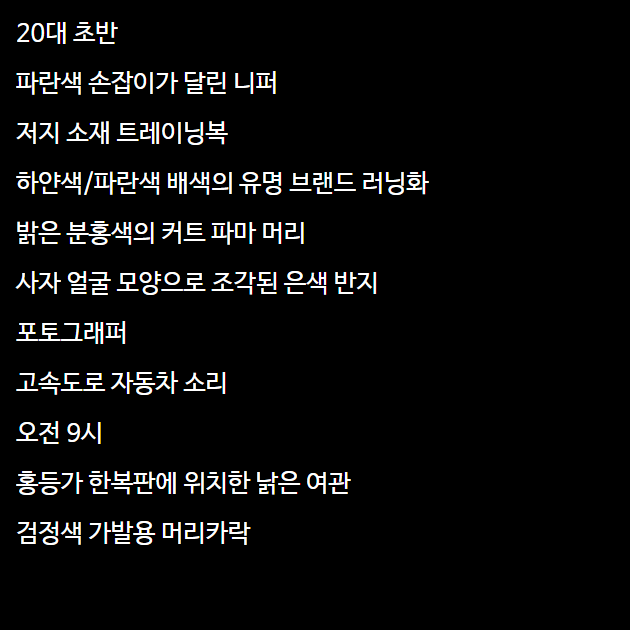 20대 초반
파란색 손잡이가 달린 니퍼
저지 소재 트레이닝복
하얀색/파란색 배색의 유명 브랜드 러닝화
밝은 분홍색의 커트 파마 머리
사자 얼굴 모양으로 조각된 은색 반지
포토그래퍼
고속도로 자동차 소리
오전 9시
홍등가 한복판에 위치한 낡은 여관
검정색 가발용 머리카락